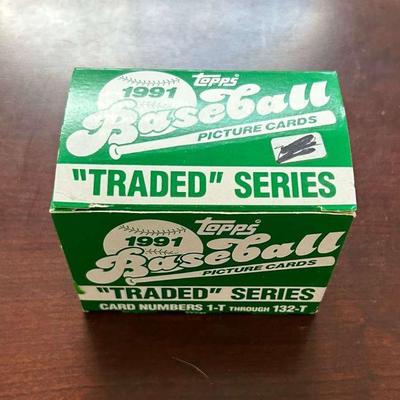 topps
1991
Baseball
PICTURE CARDS
"TRADED" SERIES
topps
1991
Baseball
PICTURE CARDS
"TRADED" SERIES
CARD NUMBERS 1-T THROUGH 132-T